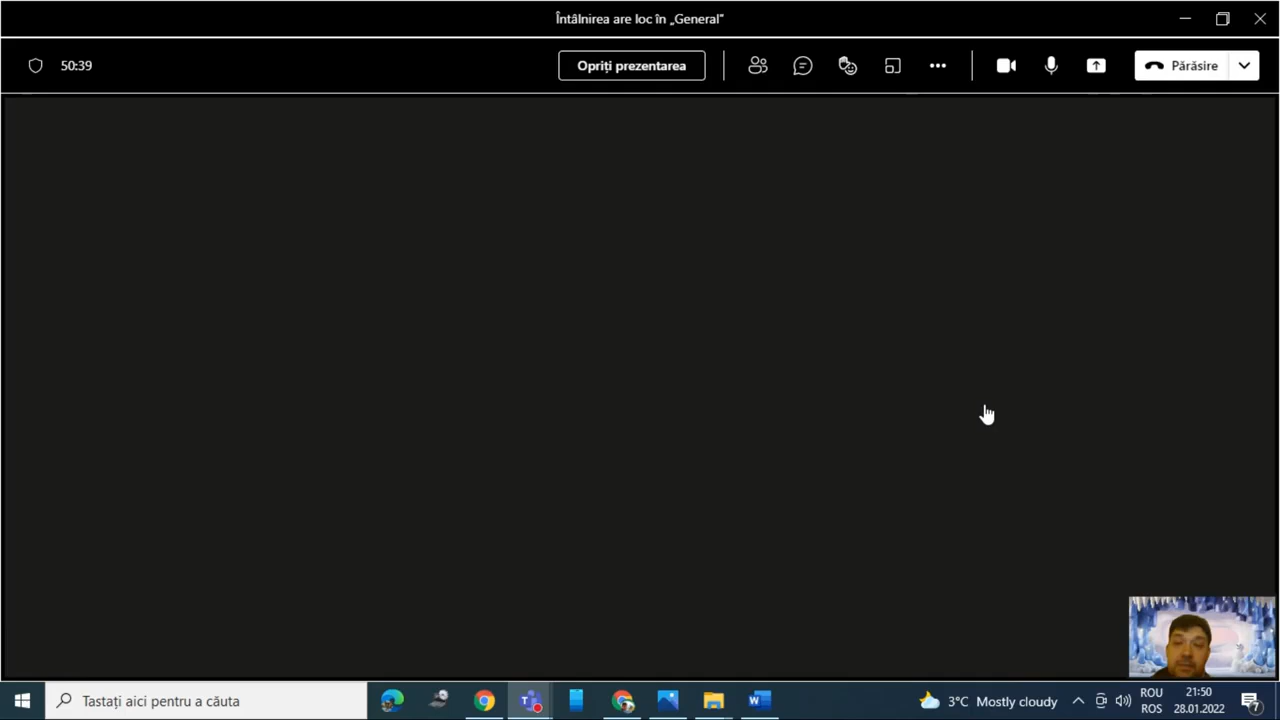 Întâlnirea are loc în „General”
50:39
Opriți prezentarea
Părăsire
Tastați aici pentru a căuta
3°C Mostly cloudy
ROU
ROS
21:50
28.01.2022
7